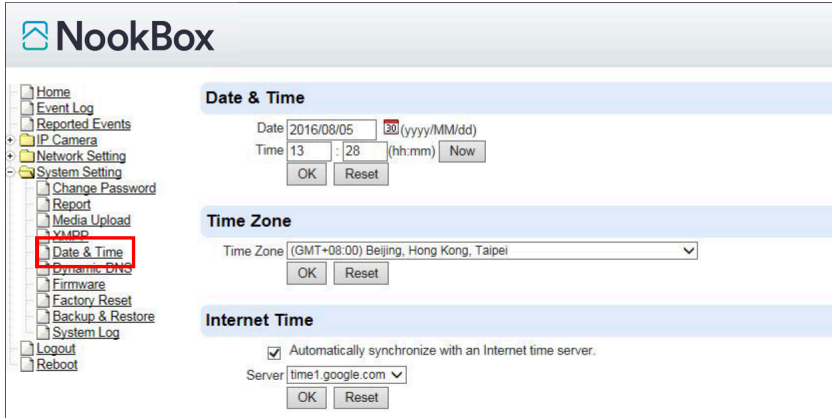 NookBox
Home
Event Log
Reported Events
IP Camera
Network Setting
System Setting
Change Password
Report
Media Upload
XMPP
Date & Time
Dynamic DNS
Firmware
Factory Reset
Backup & Restore
System Log
Logout
Reboot
Date & Time
Date 2016/08/05 30 (yyyy/MM/dd)
Time 13 : 28 (hh:mm) Now
OK Reset
Time Zone
Time Zone (GMT+08:00) Beijing, Hong Kong, Taipei
OK Reset
Internet Time
Automatically synchronize with an Internet time server.
Server time1.google.com
OK Reset